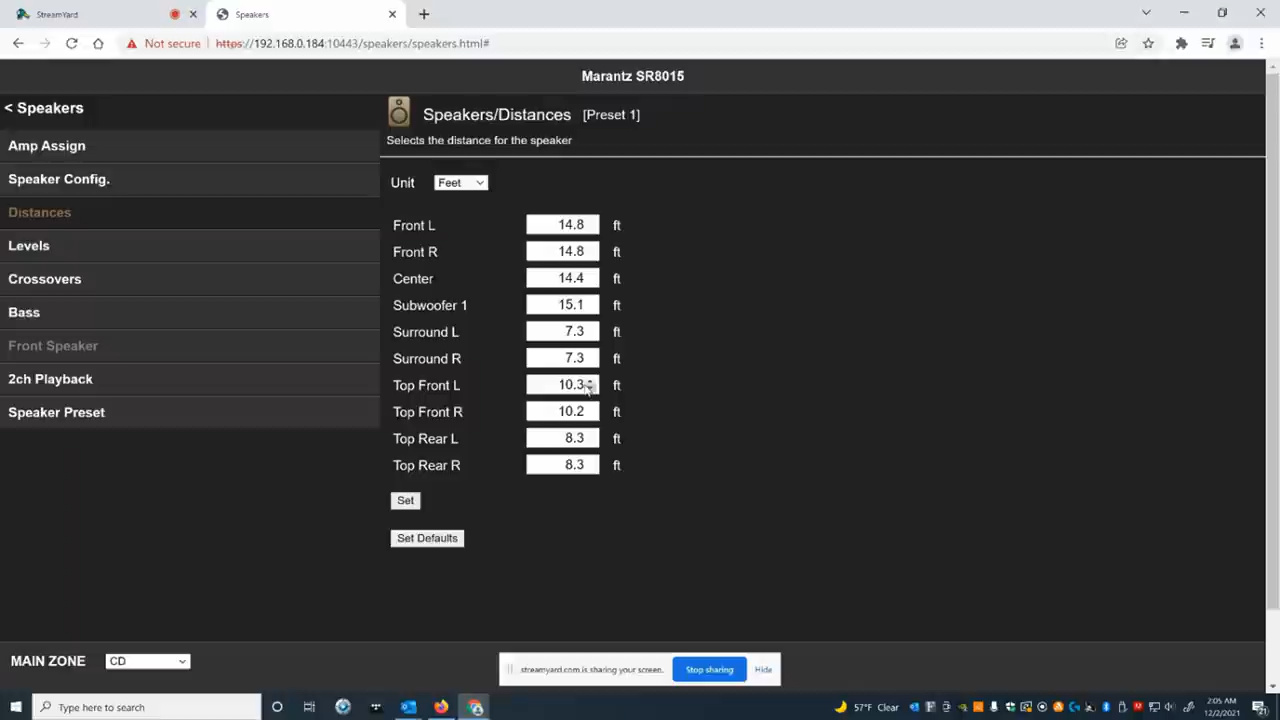 StreamYard
Speakers
Not secure https://192.168.0.184:10443/speakers/speakers.html#
Marantz SR8015
< Speakers
Amp Assign
Speaker Config.
Distances
Levels
Crossovers
Bass
Front Speaker
2ch Playback
Speaker Preset
Speakers/Distances [Preset 1]
Selects the distance for the speaker
Unit Feet
Front L 14.8 ft
Front R 14.8 ft
Center 14.4 ft
Subwoofer 1 15.1 ft
Surround L 7.3 ft
Surround R 7.3 ft
Top Front L 10.3 ft
Top Front R 10.2 ft
Top Rear L 8.3 ft
Top Rear R 8.3 ft
Set
Set Defaults
MAIN ZONE CD
streamyard.com is sharing your screen. Stop sharing Hide
Type here to search
57°F Clear
2:05 AM
12/2/2021